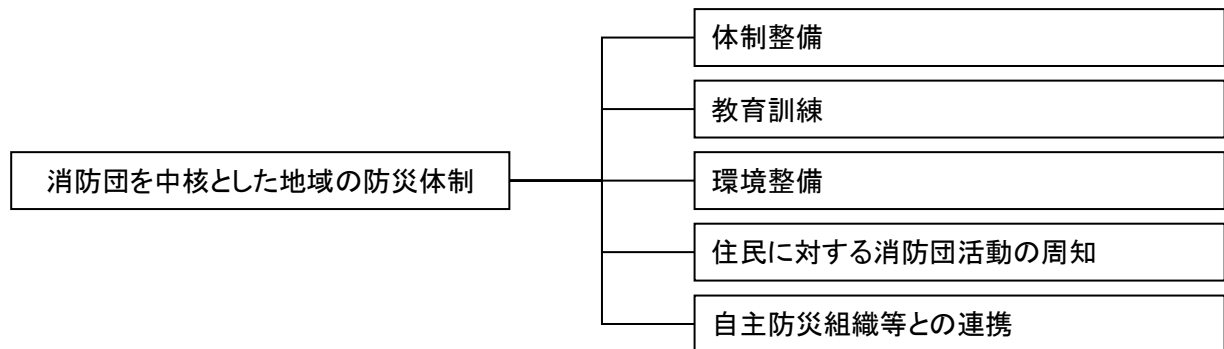 消防団を中核とした地域の防災体制
体制整備
教育訓練
環境整備
住民に対する消防団活動の周知
自主防災組織等との連携